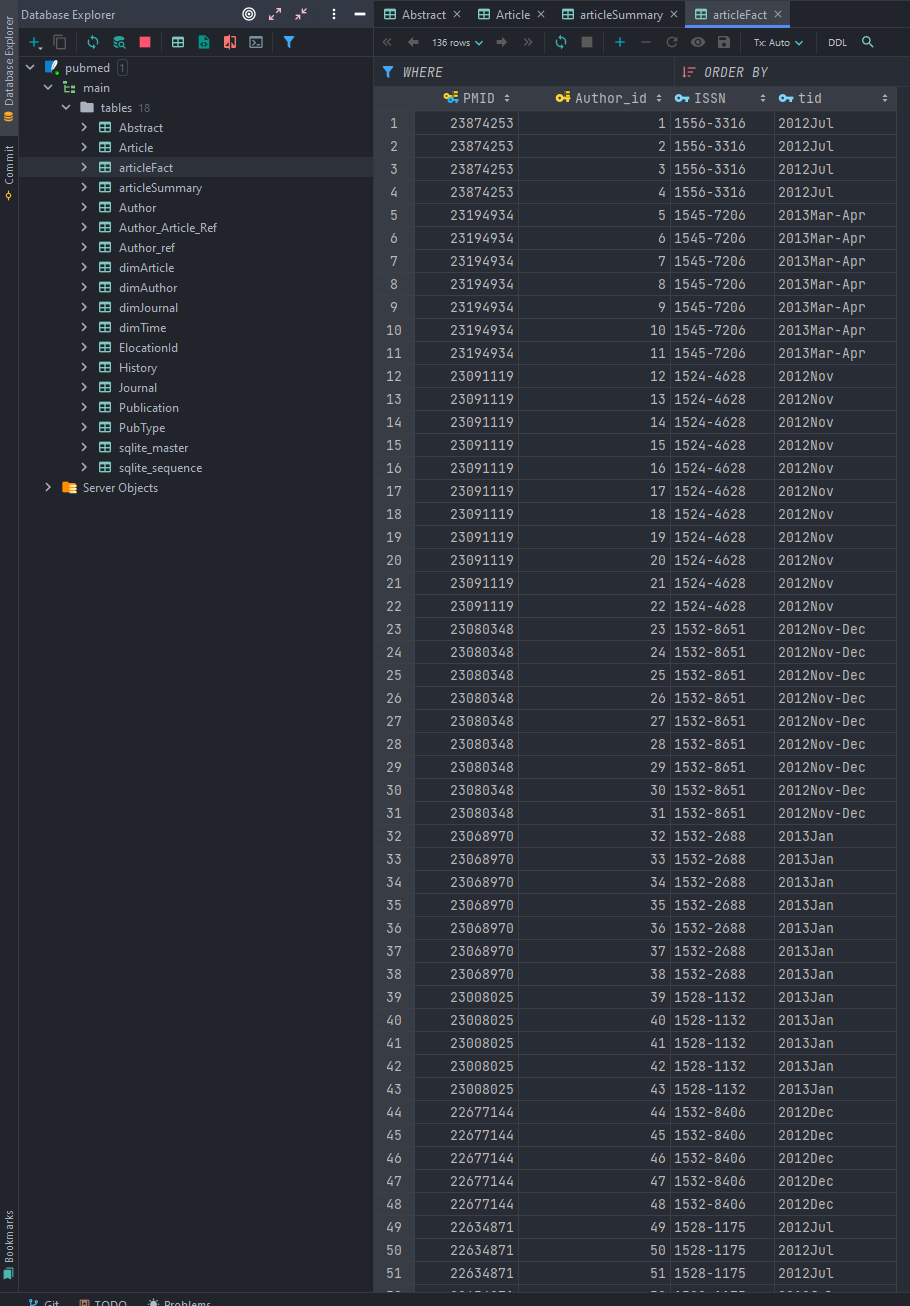 Database Explorer
Abstract
Article
articleSummary
articleFact
136 rows
Tx: Auto
DDL
WHERE
ORDER BY
Database Explorer
Commit
Bookmarks
pubmed 1
main
tables 18
Abstract
Article
articleFact
articleSummary
Author
Author_Article_Ref
Author_ref
dimArticle
dimAuthor
dimJournal
dimTime
ElocationId
History
Journal
Publication
PubType
sqlite_master
sqlite_sequence
Server Objects
PMID Author_id ISSN tid
1 23874253 1 1556-3316 2012Jul
2 23874253 2 1556-3316 2012Jul
3 23874253 3 1556-3316 2012Jul
4 23874253 4 1556-3316 2012Jul
5 23194934 5 1545-7206 2013Mar-Apr
6 23194934 6 1545-7206 2013Mar-Apr
7 23194934 7 1545-7206 2013Mar-Apr
8 23194934 8 1545-7206 2013Mar-Apr
9 23194934 9 1545-7206 2013Mar-Apr
10 23194934 10 1545-7206 2013Mar-Apr
11 23194934 11 1545-7206 2013Mar-Apr
12 23091119 12 1524-4628 2012Nov
13 23091119 13 1524-4628 2012Nov
14 23091119 14 1524-4628 2012Nov
15 23091119 15 1524-4628 2012Nov
16 23091119 16 1524-4628 2012Nov
17 23091119 17 1524-4628 2012Nov
18 23091119 18 1524-4628 2012Nov
19 23091119 19 1524-4628 2012Nov
20 23091119 20 1524-4628 2012Nov
21 23091119 21 1524-4628 2012Nov
22 23091119 22 1524-4628 2012Nov
23 23080348 23 1532-8651 2012Nov-Dec
24 23080348 24 1532-8651 2012Nov-Dec
25 23080348 25 1532-8651 2012Nov-Dec
26 23080348 26 1532-8651 2012Nov-Dec
27 23080348 27 1532-8651 2012Nov-Dec
28 23080348 28 1532-8651 2012Nov-Dec
29 23080348 29 1532-8651 2012Nov-Dec
30 23080348 30 1532-8651 2012Nov-Dec
31 23080348 31 1532-8651 2012Nov-Dec
32 23068970 32 1532-2688 2013Jan
33 23068970 33 1532-2688 2013Jan
34 23068970 34 1532-2688 2013Jan
35 23068970 35 1532-2688 2013Jan
36 23068970 36 1532-2688 2013Jan
37 23068970 37 1532-2688 2013Jan
38 23068970 38 1532-2688 2013Jan
39 23008025 39 1528-1132 2013Jan
40 23008025 40 1528-1132 2013Jan
41 23008025 41 1528-1132 2013Jan
42 23008025 42 1528-1132 2013Jan
43 23008025 43 1528-1132 2013Jan
44 22677144 44 1532-8406 2012Dec
45 22677144 45 1532-8406 2012Dec
46 22677144 46 1532-8406 2012Dec
47 22677144 47 1532-8406 2012Dec
48 22677144 48 1532-8406 2012Dec
49 22634871 49 1528-1175 2012Jul
50 22634871 50 1528-1175 2012Jul
51 22634871 51 1528-1175 2012Jul
Git TODO Problems